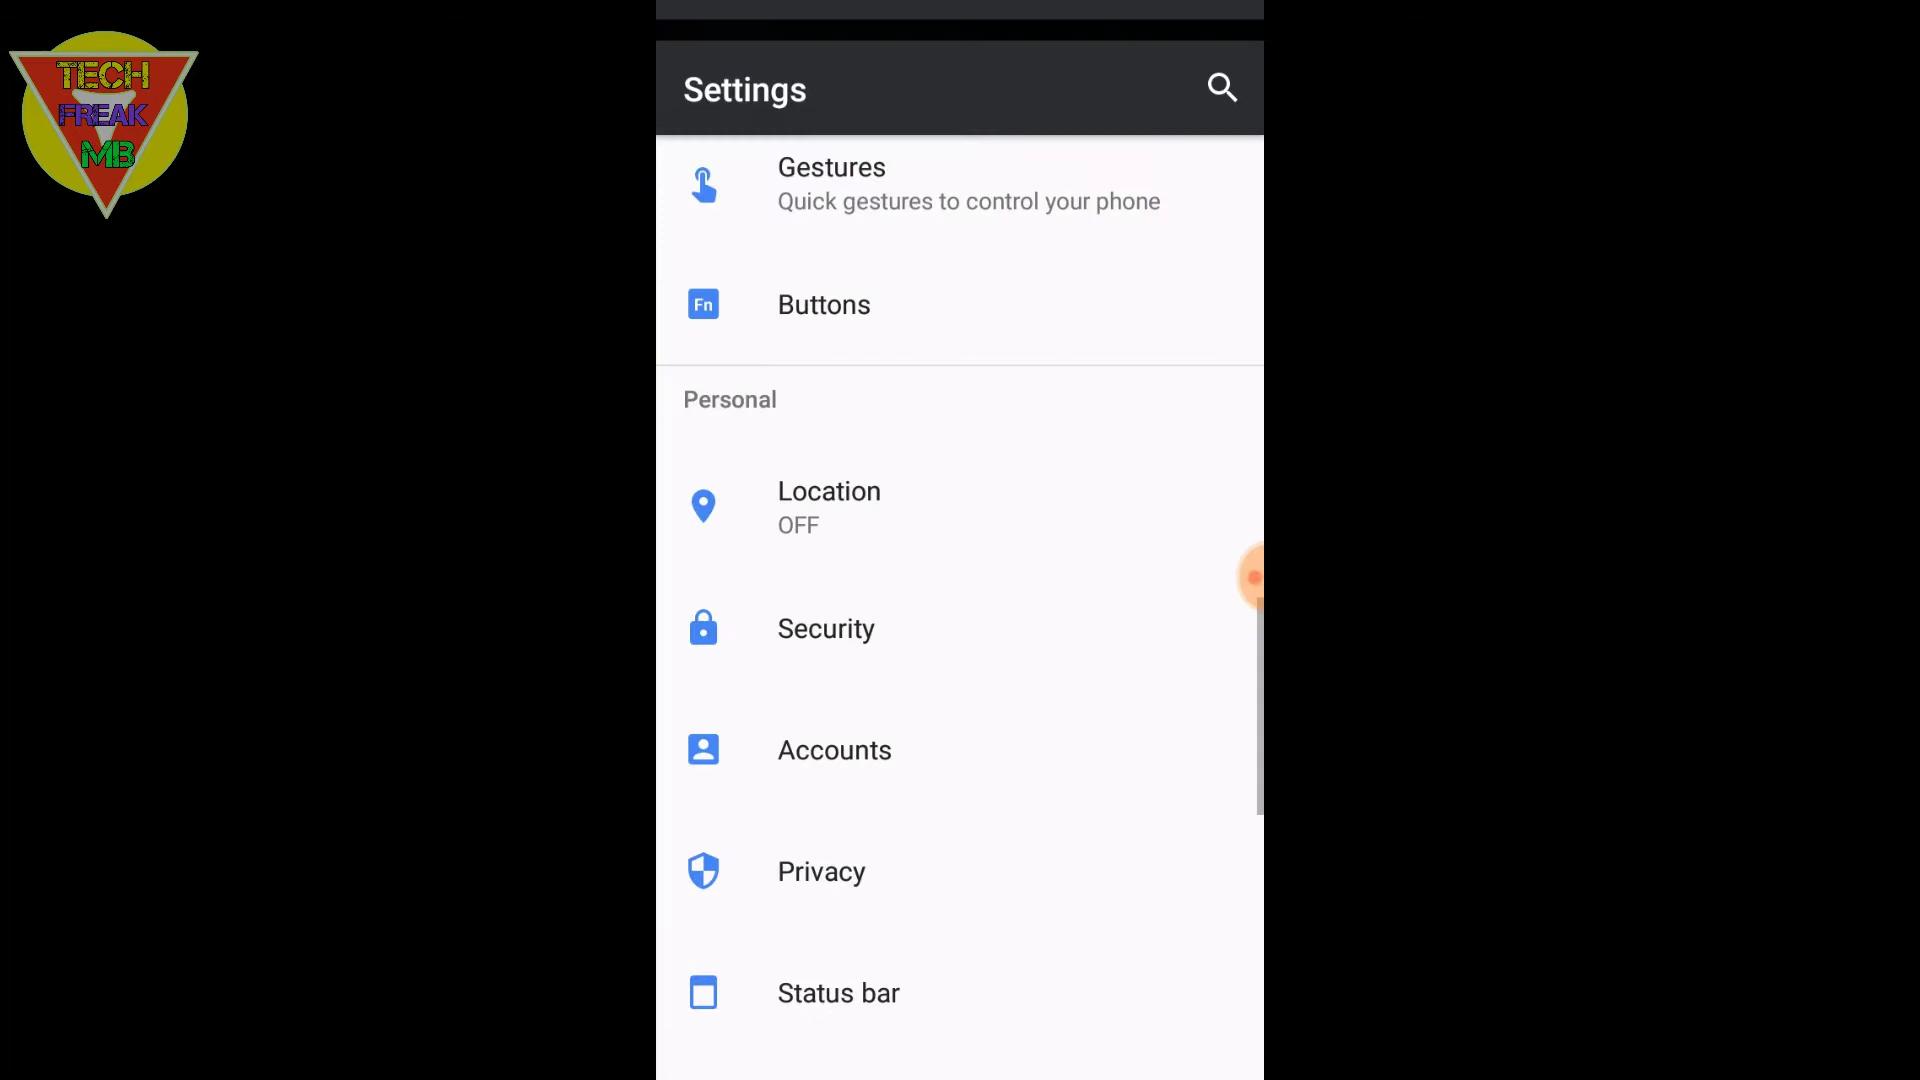 TECH
FREAK
MB
Settings
Gestures
Quick gestures to control your phone
Fn
Buttons
Personal
Location
OFF
Security
Accounts
Privacy
Status bar